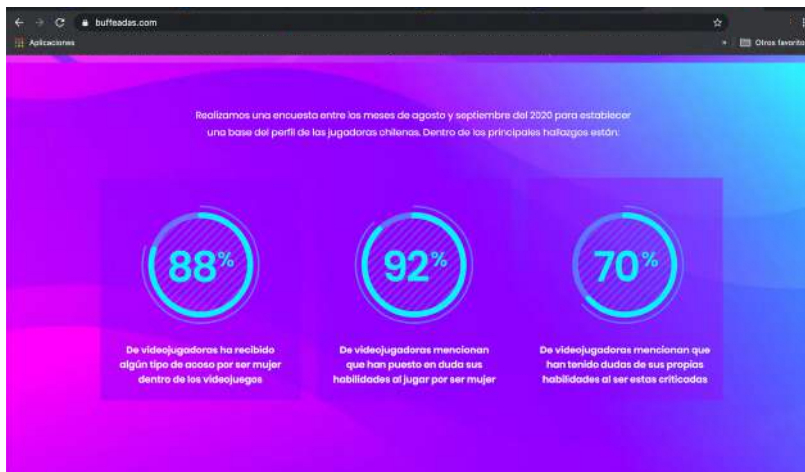 buffeadas.com
Aplicaciones
Otros favorito
Realizamos una encuesta entre los meses de agosto y septiembre del 2020 para establecer
una base del perfil de las jugadoras chilenas. Dentro de los principales hallazgos están:
88%
92%
70%
De videojugadoras ha recibido
algún tipo de acoso por ser mujer
dentro de los videojuegos
De videojugadoras mencionan
que han puesto en duda sus
habilidades al jugar por ser mujer
De videojugadoras mencionan que
han tenido dudas de sus propias
habilidades al ser estas criticadas